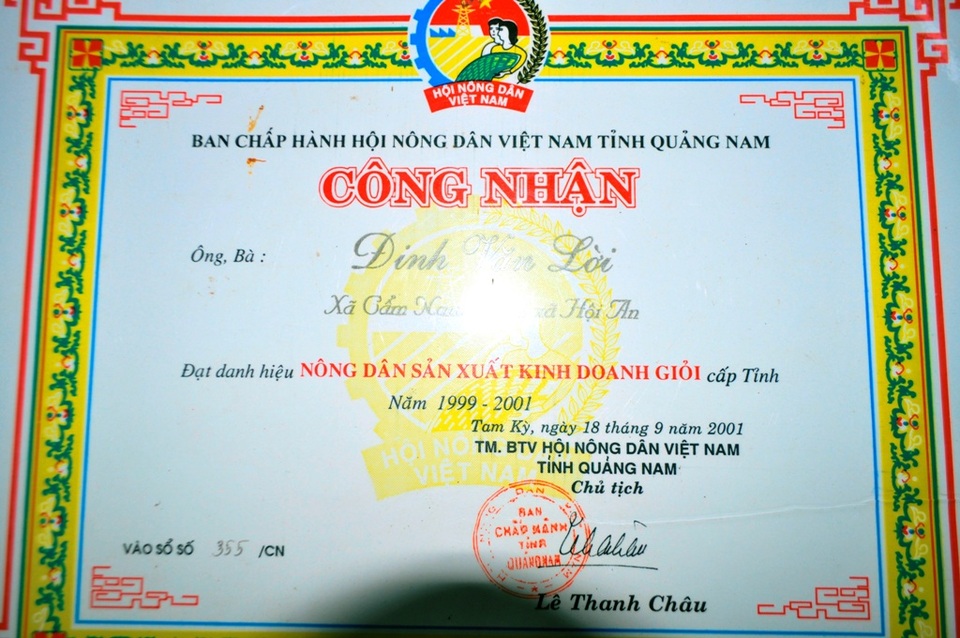 HỘI NÔNG DÂN
VIỆT NAM
BAN CHẤP HÀNH HỘI NÔNG DÂN VIỆT NAM TỈNH QUẢNG NAM
CÔNG NHẬN
Ông, Bà : Đinh Văn Lời
Xã Cẩm Hội An
Đạt danh hiệu NÔNG DÂN SẢN XUẤT KINH DOANH GIỎI cấp Tỉnh
Năm 1999 - 2001
Tam Kỳ, ngày 18 tháng 9 năm 2001
TM. BTV HỘI NÔNG DÂN VIỆT NAM
TỈNH QUẢNG NAM
Chủ tịch
HỘI NÔNG
VIỆT NAM
BAN
CHẤP HÀNH
TỈNH
QUẢNG NAM
VÀO SỔ SỐ 355 /CN
Lê Thanh Châu